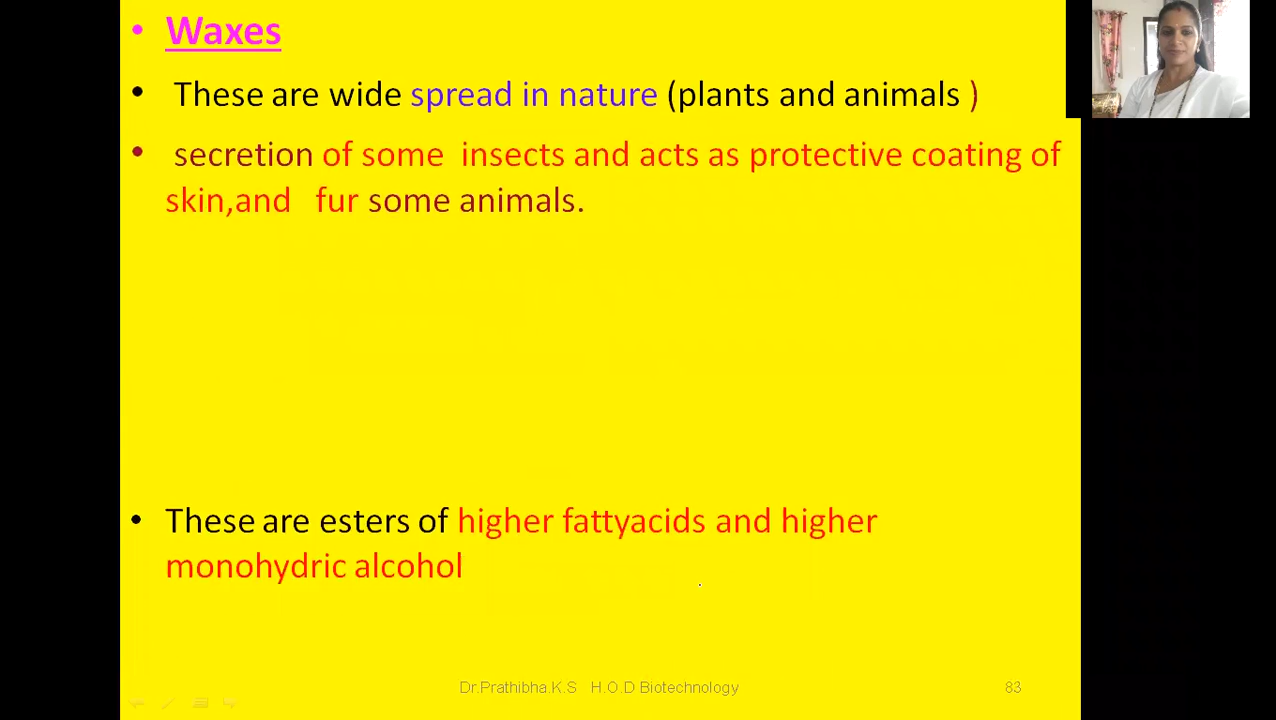 • Waxes
• These are wide spread in nature (plants and animals )
• secretion of some insects and acts as protective coating of
skin,and fur some animals.
• These are esters of higher fattyacids and higher
monohydric alcohol
Dr.Prathibha.K.S H.O.D Biotechnology 83